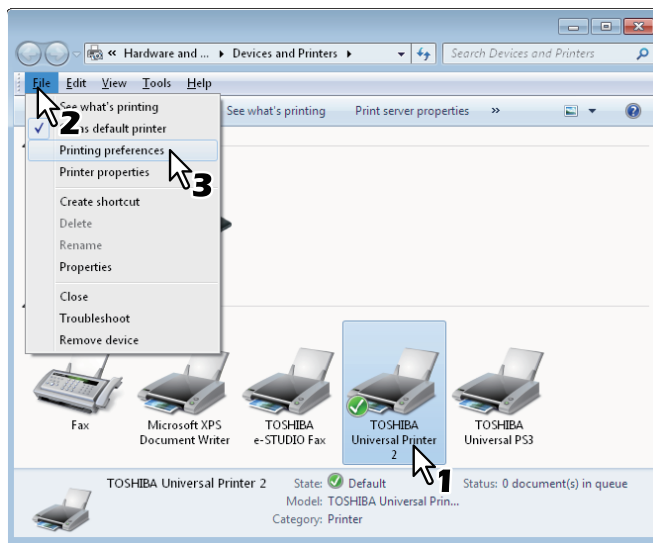 « Hardware and ... Devices and Printers
Search Devices and Printers
File Edit View Tools Help
See what's printing
as default printer
Printing preferences
Printer properties
Create shortcut
Delete
Rename
Properties
Close
Troubleshoot
Remove device
See what's printing Print server properties »
2
3
Fax
Microsoft XPS
Document Writer
TOSHIBA
e-STUDIO Fax
TOSHIBA
Universal Printer
2
TOSHIBA
Universal PS3
1
TOSHIBA Universal Printer 2 State: Default Status: 0 document(s) in queue
Model: TOSHIBA Universal Prin...
Category: Printer